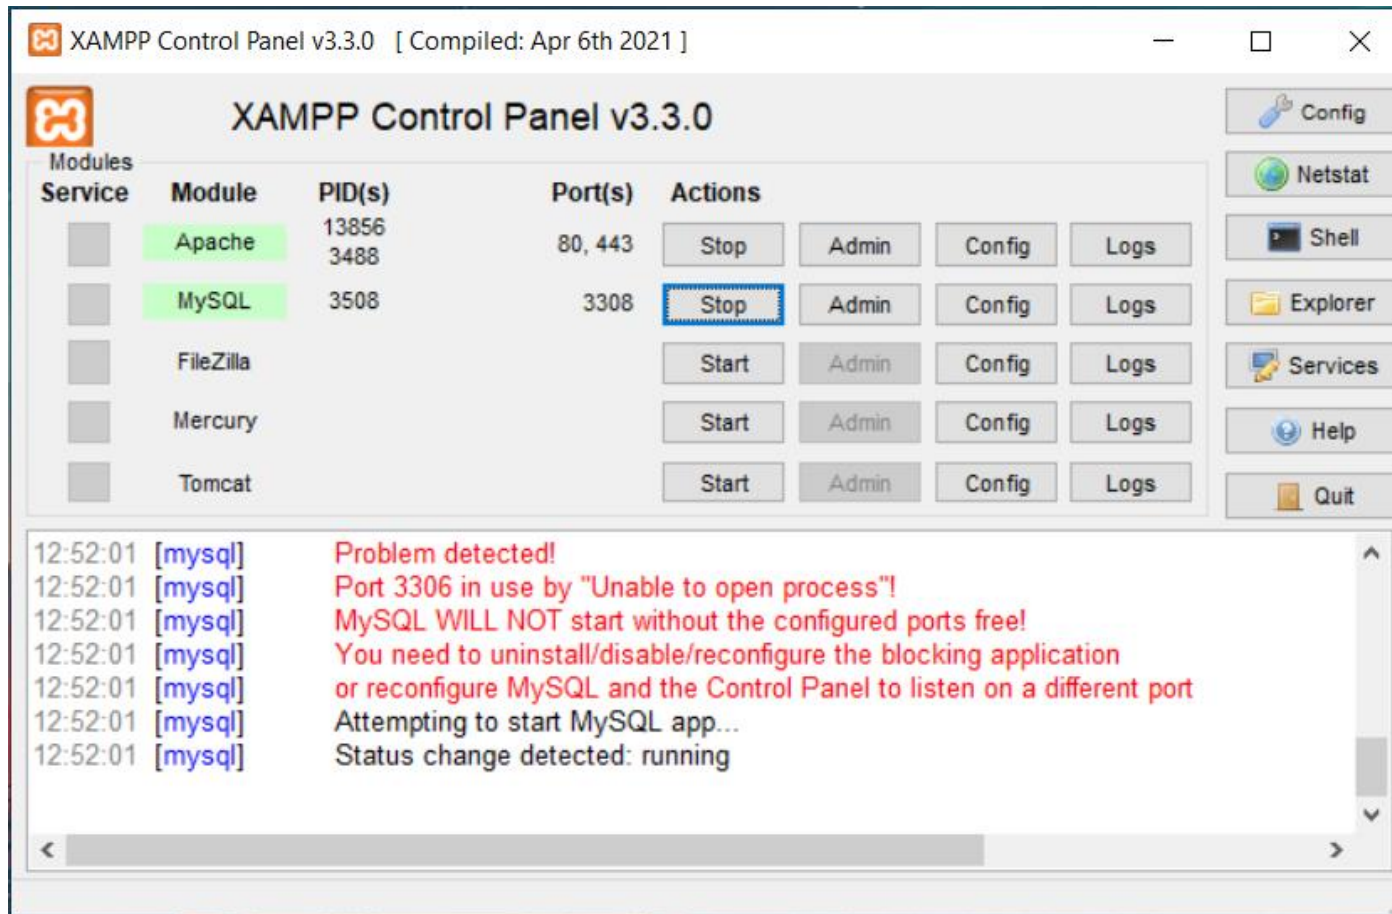 XAMPP Control Panel v3.3.0 [ Compiled: Apr 6th 2021 ]
XAMPP Control Panel v3.3.0
Config
Modules
Service Module PID(s) Port(s) Actions
Netstat
Apache 13856 3488 80, 443 Stop Admin Config Logs
Shell
MySQL 3508 3308 Stop Admin Config Logs
Explorer
FileZilla Start Admin Config Logs
Services
Mercury Start Admin Config Logs
Help
Tomcat Start Admin Config Logs
Quit
12:52:01 [mysql] Problem detected!
12:52:01 [mysql] Port 3306 in use by "Unable to open process"!
12:52:01 [mysql] MySQL WILL NOT start without the configured ports free!
12:52:01 [mysql] You need to uninstall/disable/reconfigure the blocking application
12:52:01 [mysql] or reconfigure MySQL and the Control Panel to listen on a different port
12:52:01 [mysql] Attempting to start MySQL app...
12:52:01 [mysql] Status change detected: running